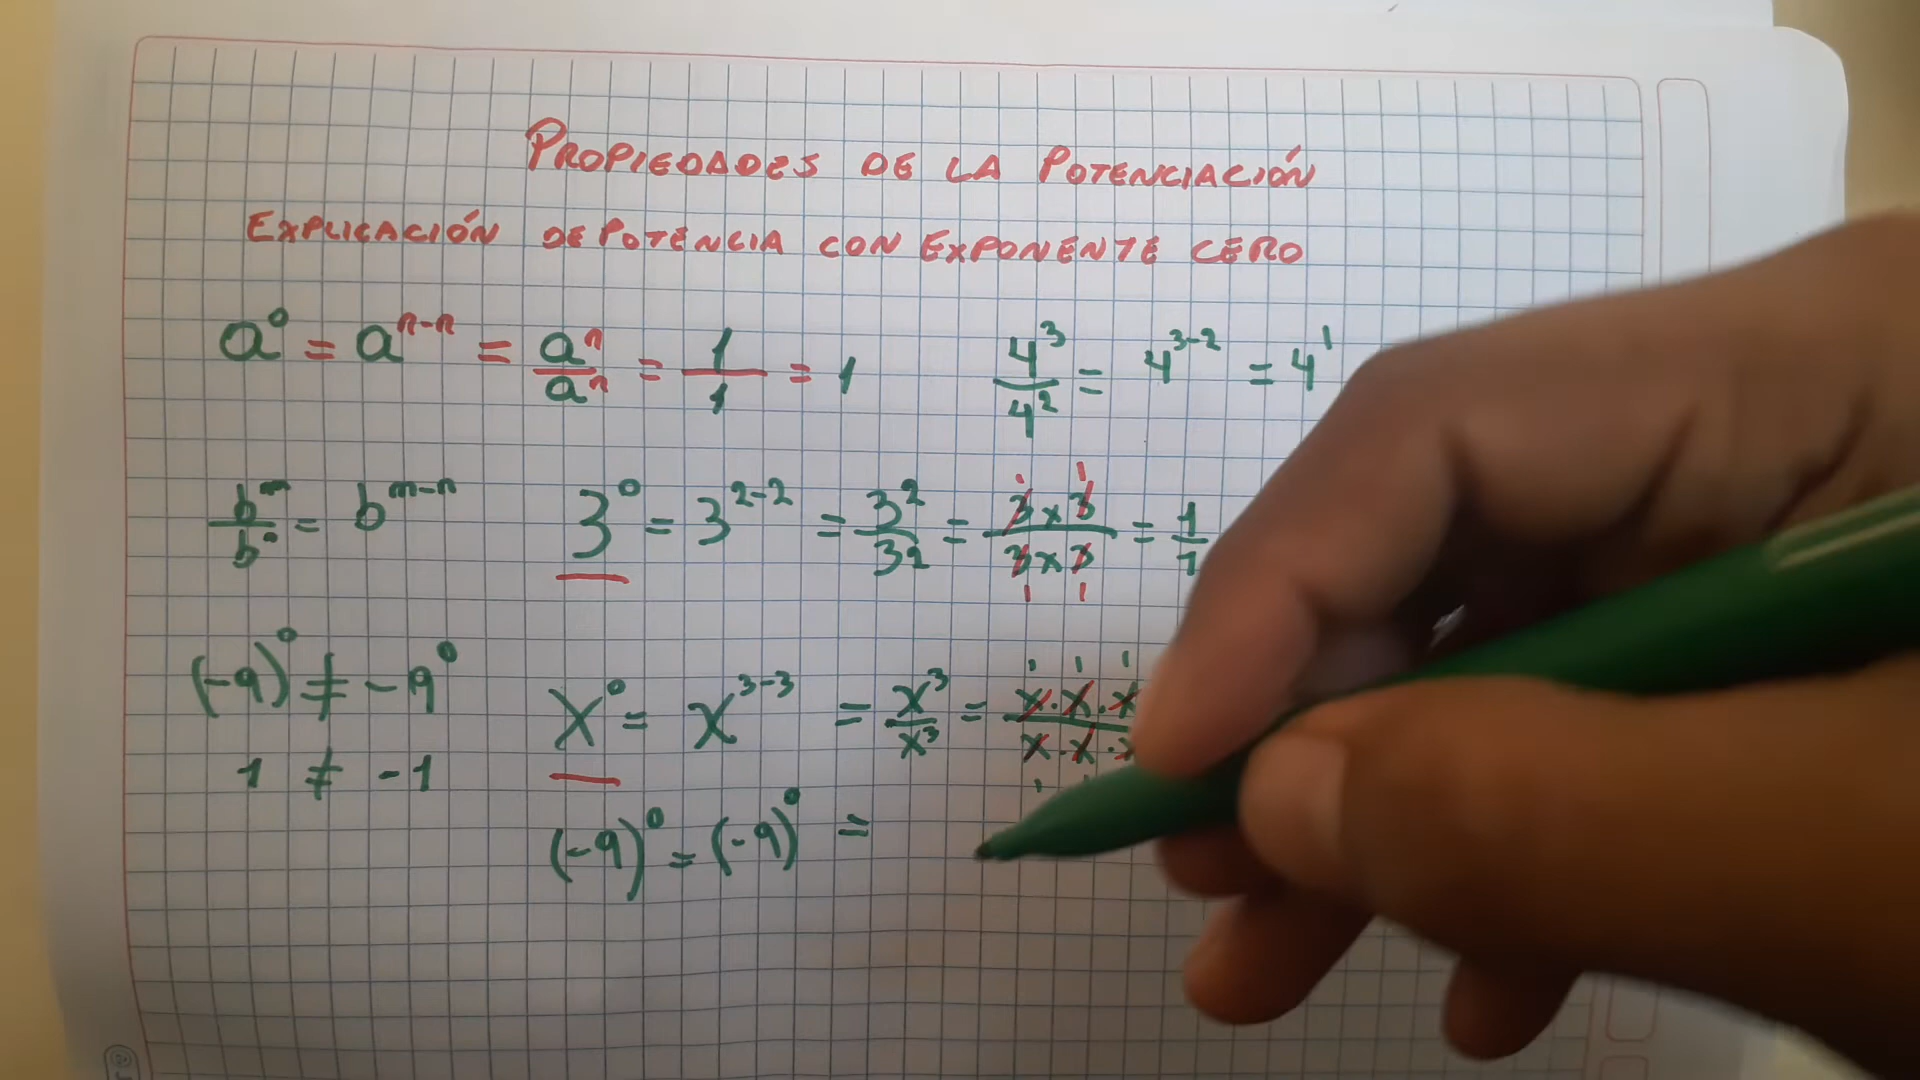 PROPIEDADES DE LA POTENCIACIÓN
EXPLICACIÓN DE POTENCIA CON EXPONENTE CERO
a⁰ = aⁿ⁻ⁿ = aⁿ/aⁿ = 1/1 = 1
4³/4² = 4³⁻² = 4¹
bᵐ/bⁿ = bᵐ⁻ⁿ
3⁰ = 3²⁻² = 3²/3² = 3x3/3x3 = 1/1
(-9)⁰ ≠ -9⁰
1 ≠ -1
x⁰ = x³⁻³ = x³/x³ = x·x·x/x·x·x
(-9)⁰ = (-9)⁰ =